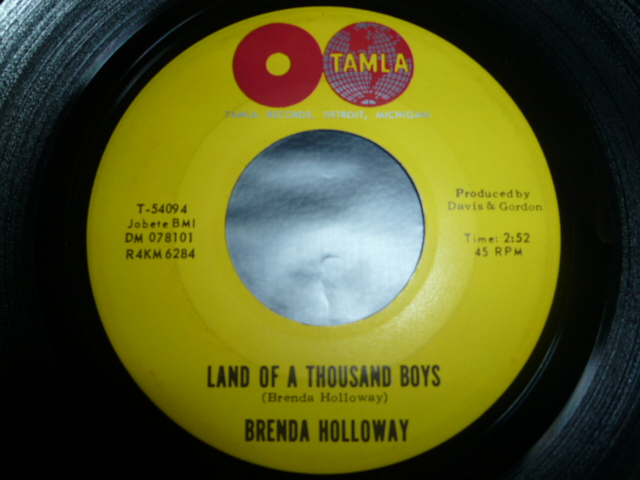 TAMLA
TAMLA RECORDS, DETROIT, MICHIGAN
T-54094
Jobete BMI
DM 078101
R4KM 6284
Produced by
Davis & Gordon
Time: 2:52
45 RPM
LAND OF A THOUSAND BOYS
(Brenda Holloway)
BRENDA HOLLOWAY